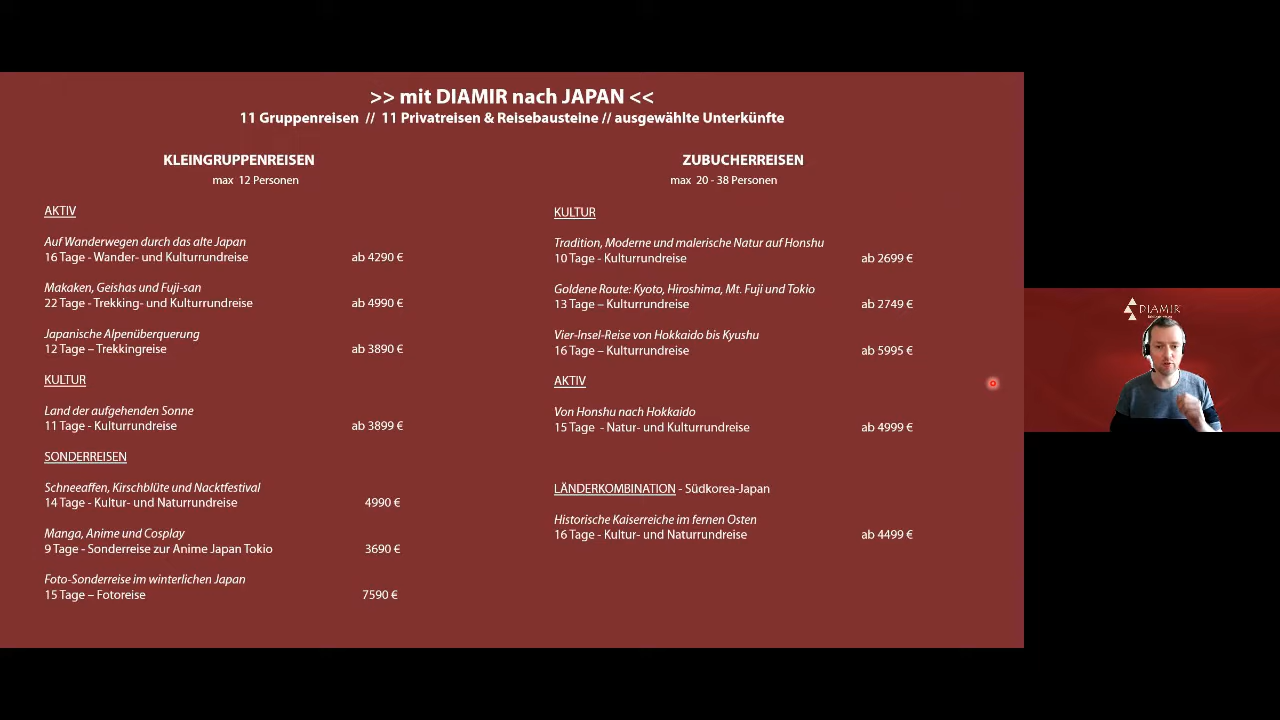 >> mit DIAMIR nach JAPAN <<
11 Gruppenreisen // 11 Privatreisen & Reisebausteine // ausgewählte Unterkünfte
KLEINGRUPPENREISEN
max 12 Personen
AKTIV
Auf Wanderwegen durch das alte Japan
16 Tage - Wander- und Kulturrundreise ab 4290 €
Makaken, Geishas und Fuji-san
22 Tage - Trekking- und Kulturrundreise ab 4990 €
Japanische Alpenüberquerung
12 Tage – Trekkingreise ab 3890 €
KULTUR
Land der aufgehenden Sonne
11 Tage - Kulturrundreise ab 3899 €
SONDERREISEN
Schneeaffen, Kirschblüte und Nacktfestival
14 Tage - Kultur- und Naturrundreise 4990 €
Manga, Anime und Cosplay
9 Tage - Sonderreise zur Anime Japan Tokio 3690 €
Foto-Sonderreise im winterlichen Japan
15 Tage – Fotoreise 7590 €
ZUBUCHERREISEN
max 20 - 38 Personen
KULTUR
Tradition, Moderne und malerische Natur auf Honshu
10 Tage - Kulturrundreise ab 2699 €
Goldene Route: Kyoto, Hiroshima, Mt. Fuji und Tokio
13 Tage – Kulturrundreise ab 2749 €
Vier-Insel-Reise von Hokkaido bis Kyushu
16 Tage – Kulturrundreise ab 5995 €
AKTIV
Von Honshu nach Hokkaido
15 Tage - Natur- und Kulturrundreise ab 4999 €
LÄNDERKOMBINATION - Südkorea-Japan
Historische Kaiserreiche im fernen Osten
16 Tage - Kultur- und Naturrundreise ab 4499 €
DIAMIR